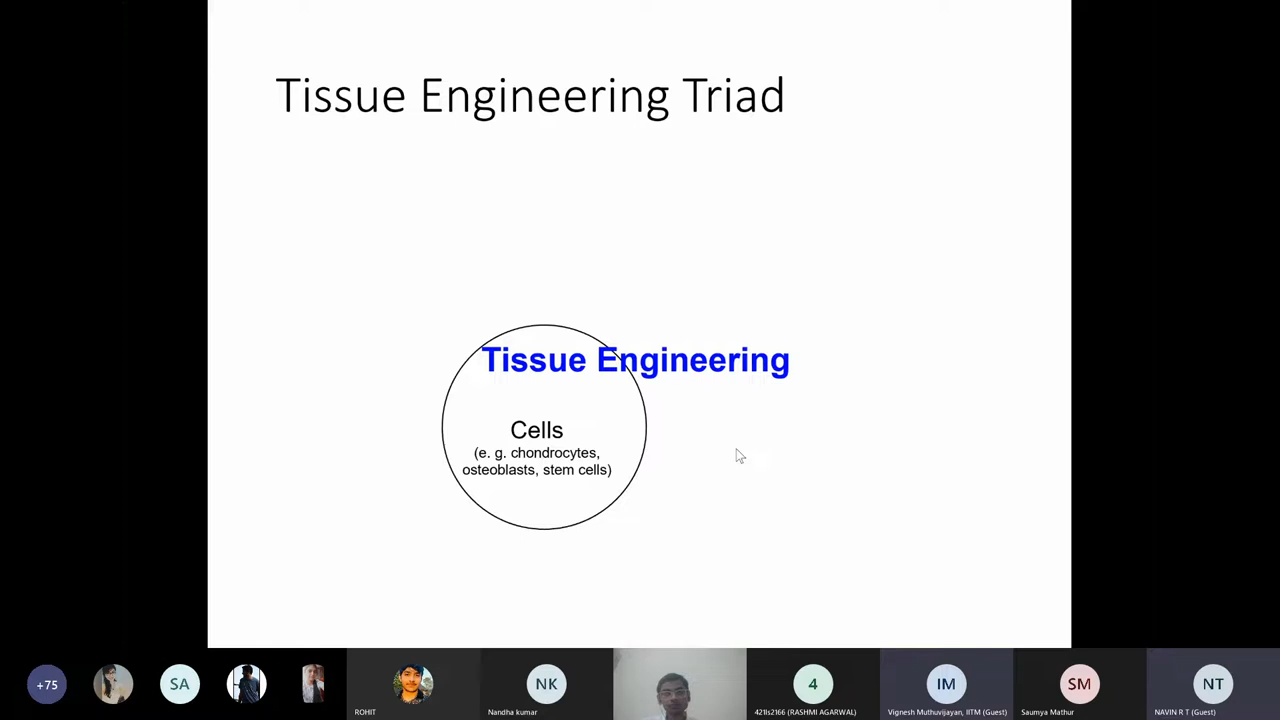 Tissue Engineering Triad
Tissue Engineering
Cells
(e. g. chondrocytes,
osteoblasts, stem cells)
+75
SA
ROHIT
NK
Nandha kumar
4
421ls2166 (RASHMI AGARWAL)
IM
Vignesh Muthuvijayan, IITM (Guest)
SM
Saumya Mathur
NT
NAVIN R T (Guest)